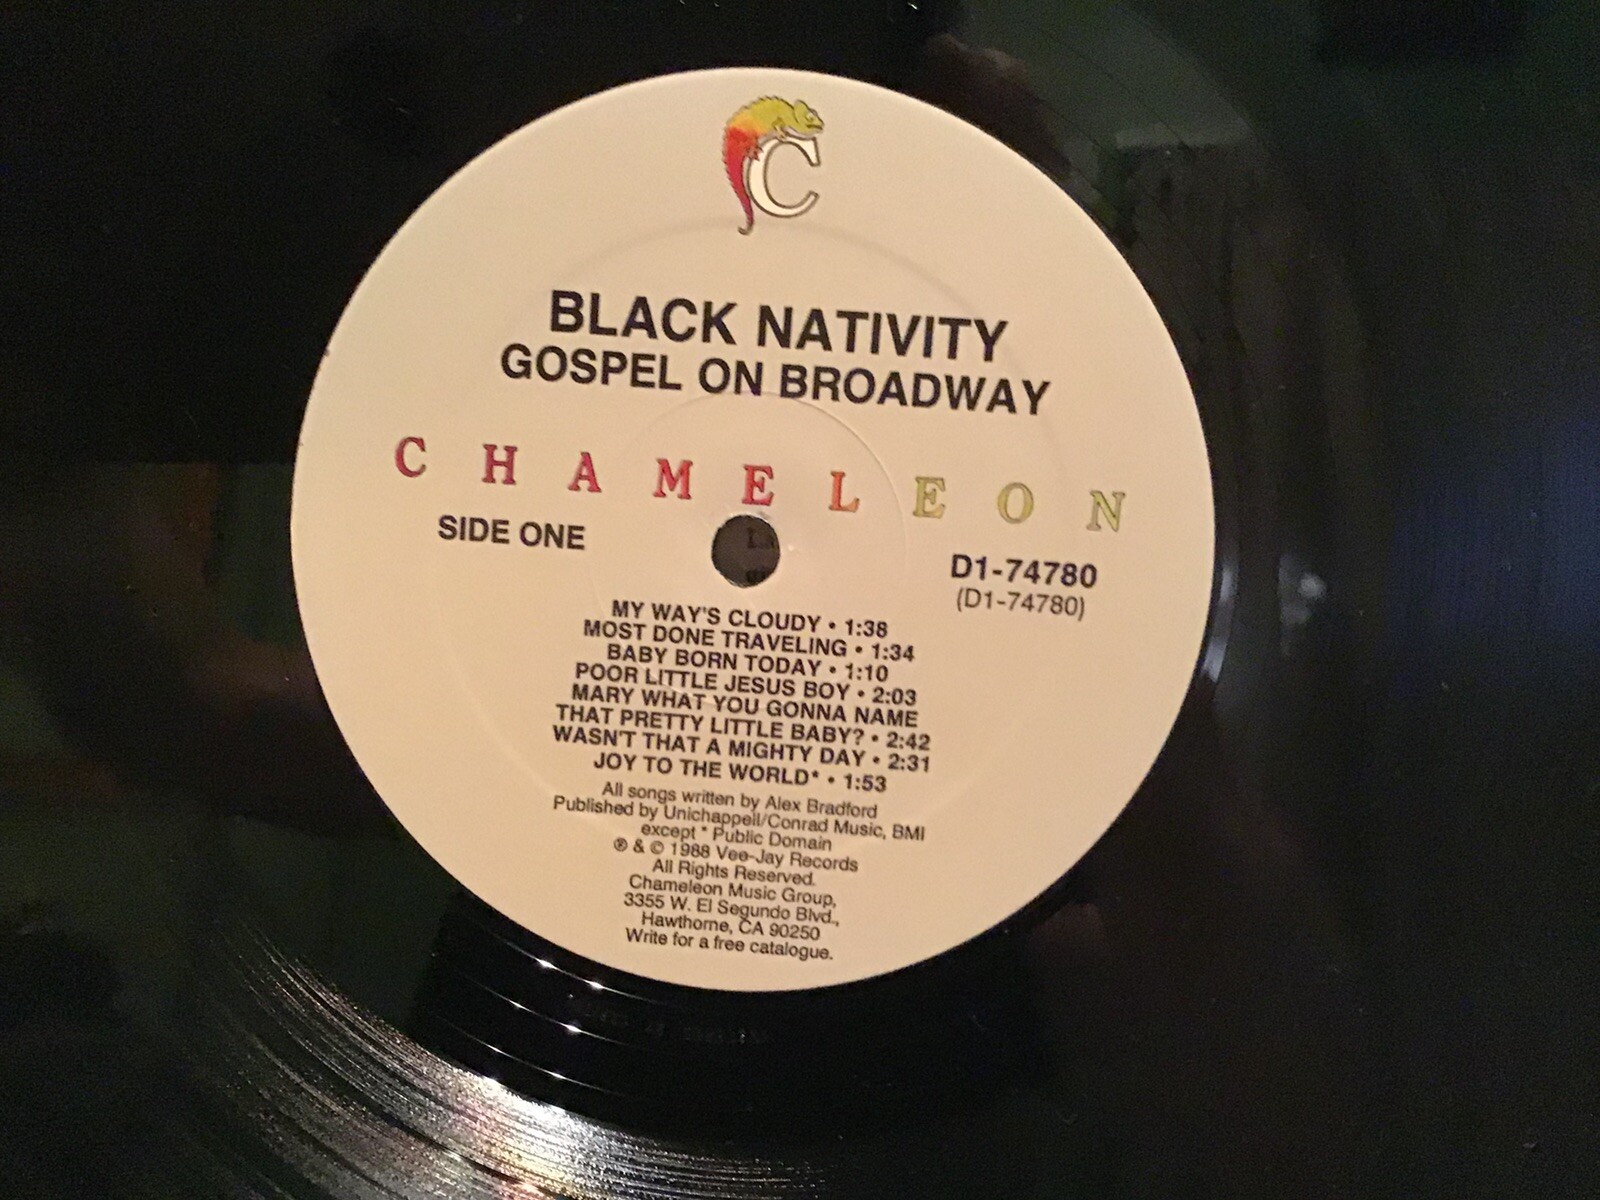 C
BLACK NATIVITY
GOSPEL ON BROADWAY
CHAMELEON
SIDE ONE
D1-74780
(D1-74780)
MY WAY'S CLOUDY • 1:38
MOST DONE TRAVELING • 1:34
BABY BORN TODAY • 1:10
POOR LITTLE JESUS BOY • 2:03
MARY WHAT YOU GONNA NAME
THAT PRETTY LITTLE BABY? • 2:42
WASN'T THAT A MIGHTY DAY • 2:31
JOY TO THE WORLD* • 1:53
All songs written by Alex Bradford
Published by Unichappell/Conrad Music, BMI
except * Public Domain
℗ & © 1988 Vee-Jay Records
All Rights Reserved.
Chameleon Music Group,
3355 W. El Segundo Blvd.,
Hawthorne, CA 90250
Write for a free catalogue.